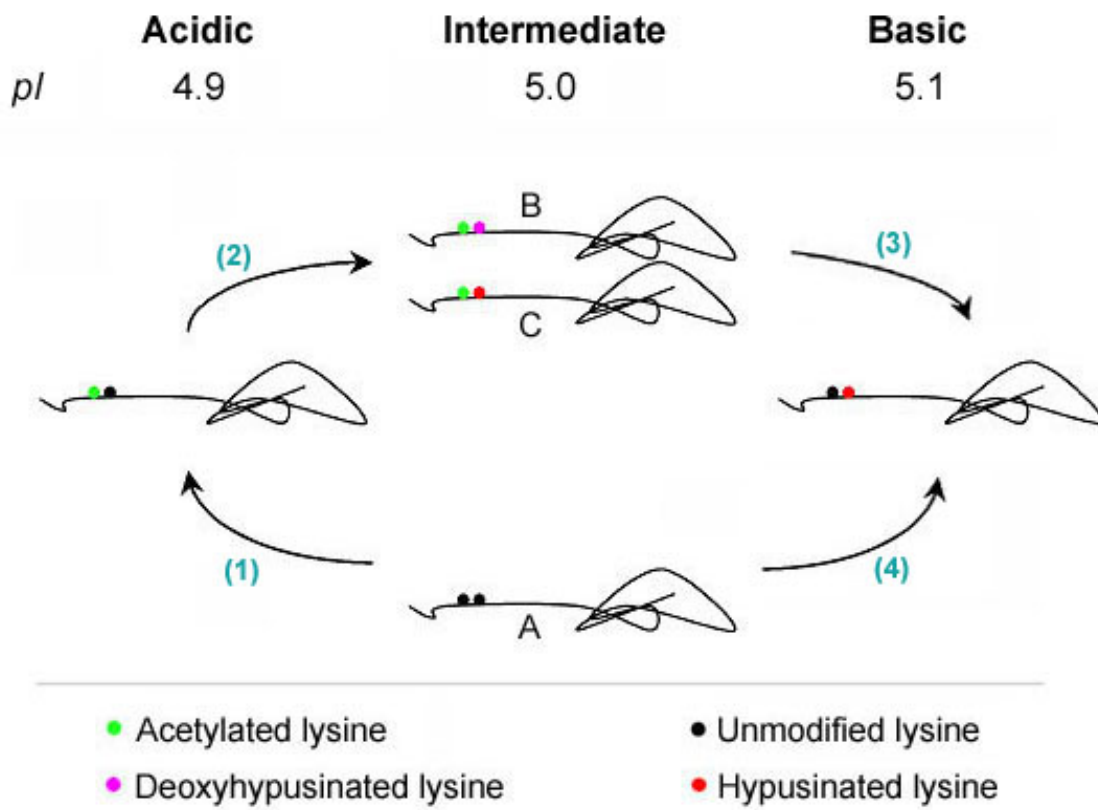 Acidic Intermediate Basic
pI 4.9 5.0 5.1
B
(2) (3)
C
(1) (4)
A
Acetylated lysine Unmodified lysine
Deoxyhypusinated lysine Hypusinated lysine